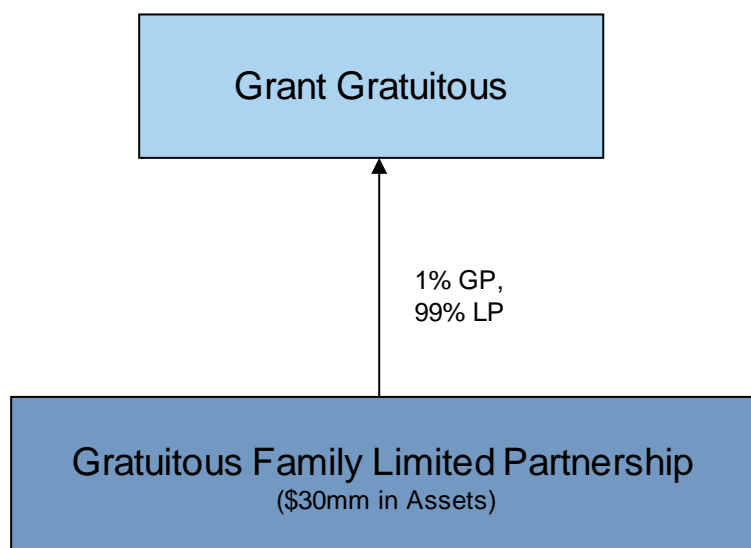 Grant Gratuitous
1% GP,
99% LP
Gratuitous Family Limited Partnership
($30mm in Assets)